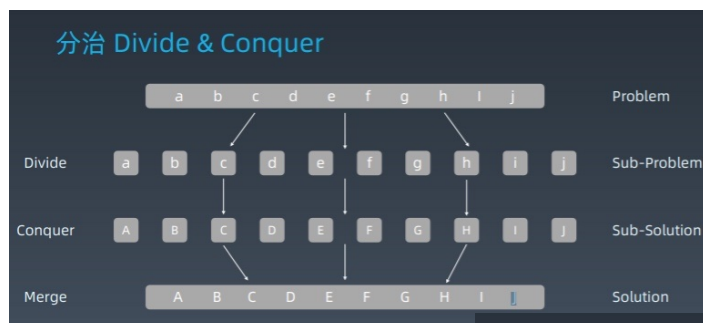 分治 Divide & Conquer
a b c d e f g h I j Problem
Divide a b c d e f g h i j Sub-Problem
Conquer A B C D E F G H I J Sub-Solution
Merge A B C D E F G H I J Solution